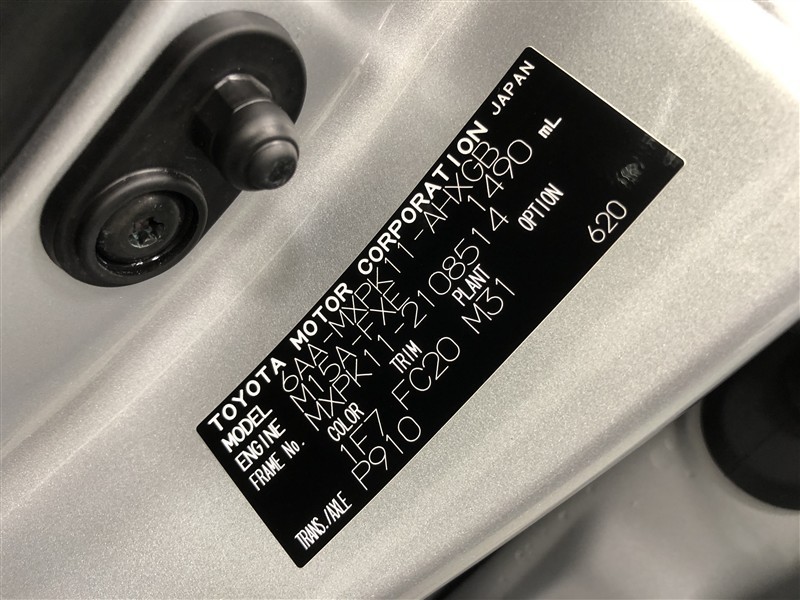 TOYOTA MOTOR CORPORATION JAPAN
MODEL 6AA-MXPK11-AHXGB
ENGINE M15A-FXE 1490 mL
FRAME No. MXPK11-2108514
COLOR TRIM PLANT OPTION
1F7 FC20 M31 620
TRANS./AXLE P910